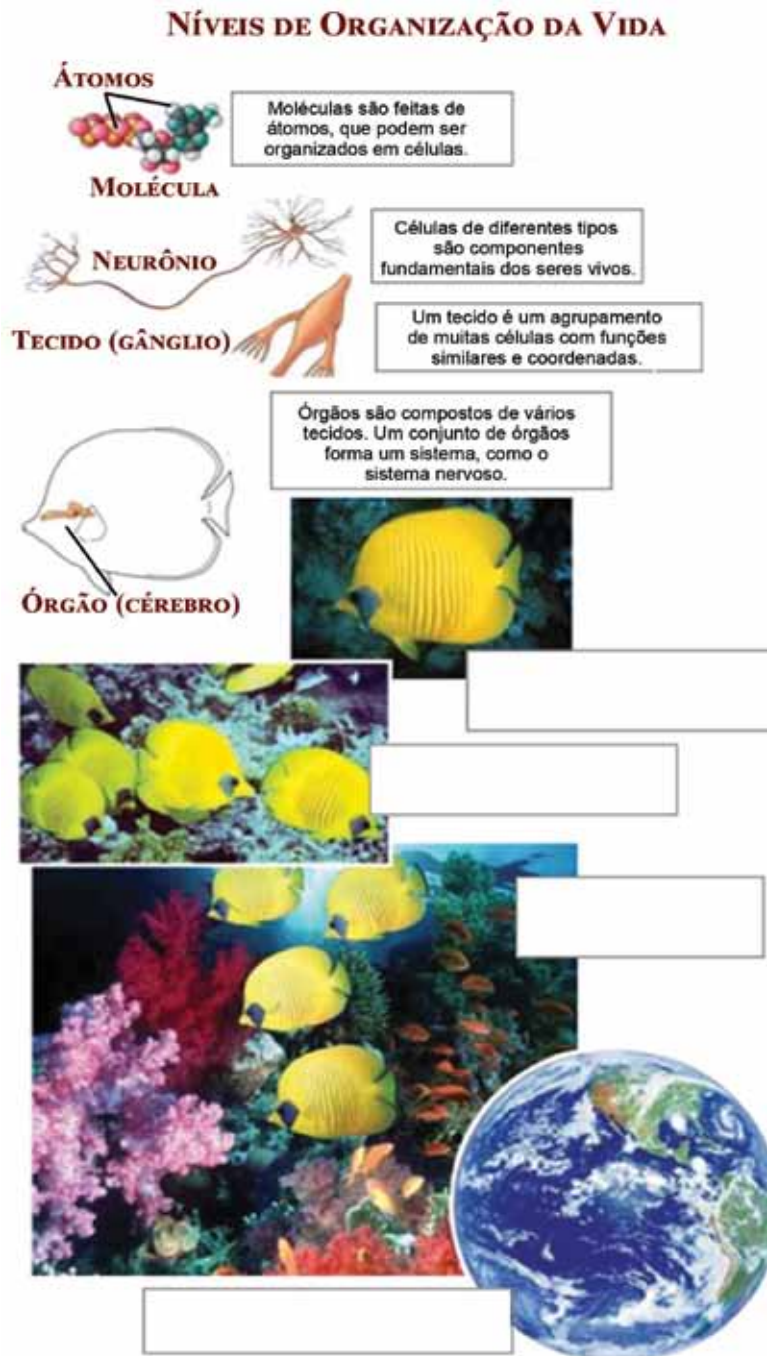 NÍVEIS DE ORGANIZAÇÃO DA VIDA
ÁTOMOS
Moléculas são feitas de
átomos, que podem ser
organizados em células.
MOLÉCULA
Células de diferentes tipos
são componentes
fundamentais dos seres vivos.
NEURÔNIO
Um tecido é um agrupamento
de muitas células com funções
similares e coordenadas.
TECIDO (GÂNGLIO)
Órgãos são compostos de vários
tecidos. Um conjunto de órgãos
forma um sistema, como o
sistema nervoso.
ÓRGÃO (CÉREBRO)